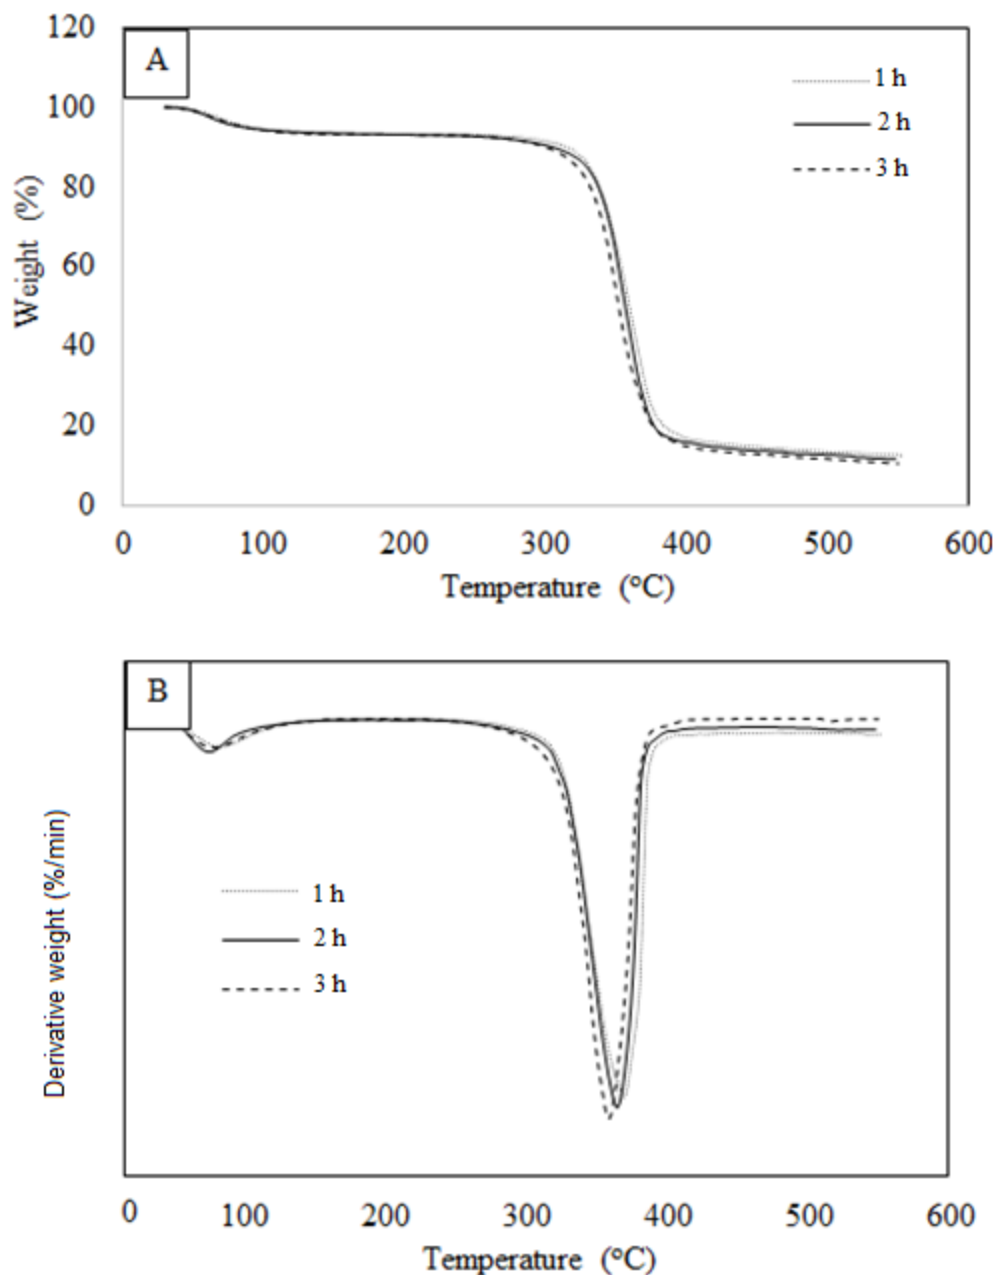 120
A
100
80
60
40
20
0
Weight (%)
1 h
2 h
3 h
0 100 200 300 400 500 600
Temperature (°C)
B
Derivative weight (%/min)
1 h
2 h
3 h
0 100 200 300 400 500 600
Temperature (°C)